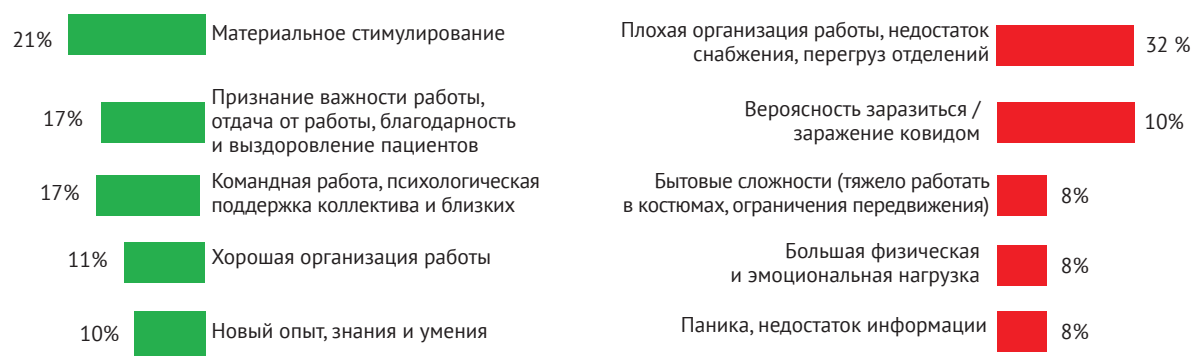 21%
Материальное стимулирование
17%
Признание важности работы,
отдача от работы, благодарность
и выздоровление пациентов
17%
Командная работа, психологическая
поддержка коллектива и близких
11%
Хорошая организация работы
10%
Новый опыт, знания и умения
Плохая организация работы, недостаток
снабжения, перегруз отделений
32 %
Вероясность заразиться /
заражение ковидом
10%
Бытовые сложности (тяжело работать
в костюмах, ограничения передвижения)
8%
Большая физическая
и эмоциональная нагрузка
8%
Паника, недостаток информации
8%